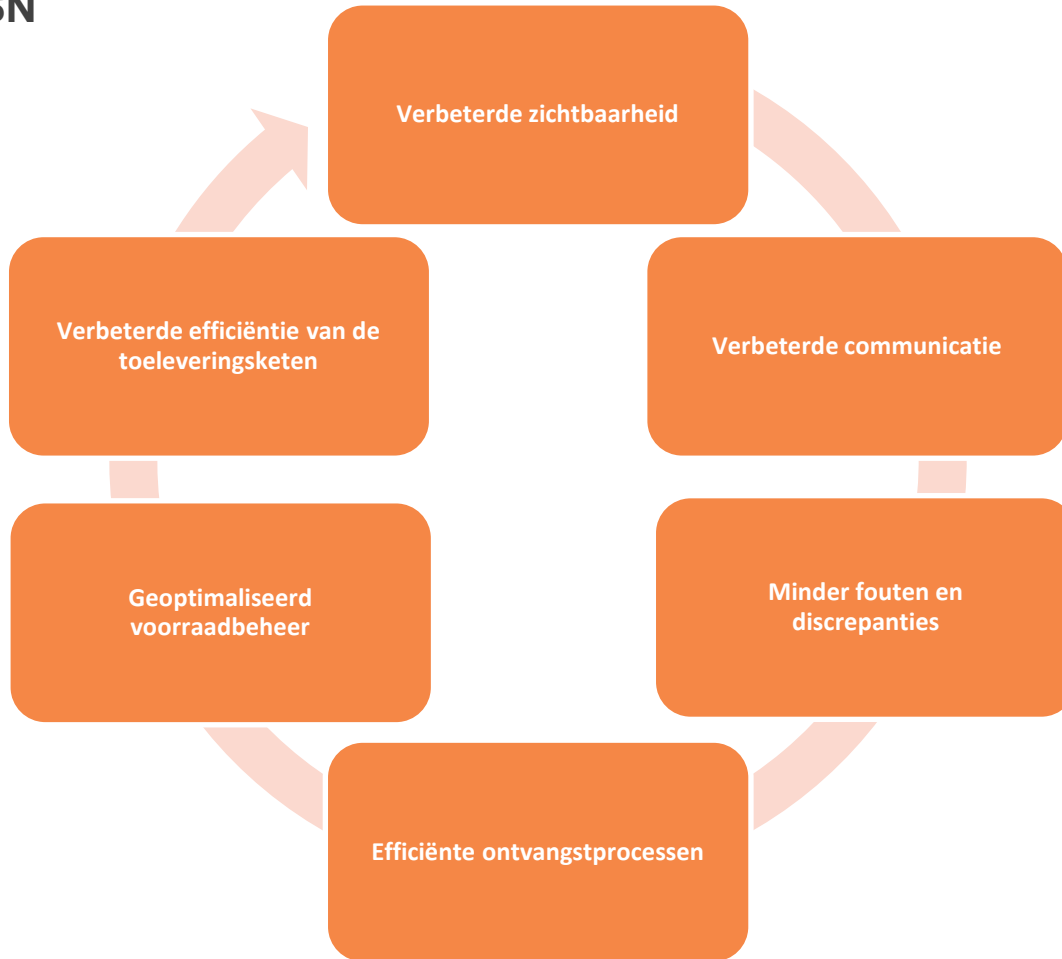 Verbeterde zichtbaarheid
Verbeterde communicatie
Minder fouten en
discrepanties
Efficiënte ontvangstprocessen
Geoptimaliseerd
voorraadbeheer
Verbeterde efficiëntie van de
toeleveringsketen